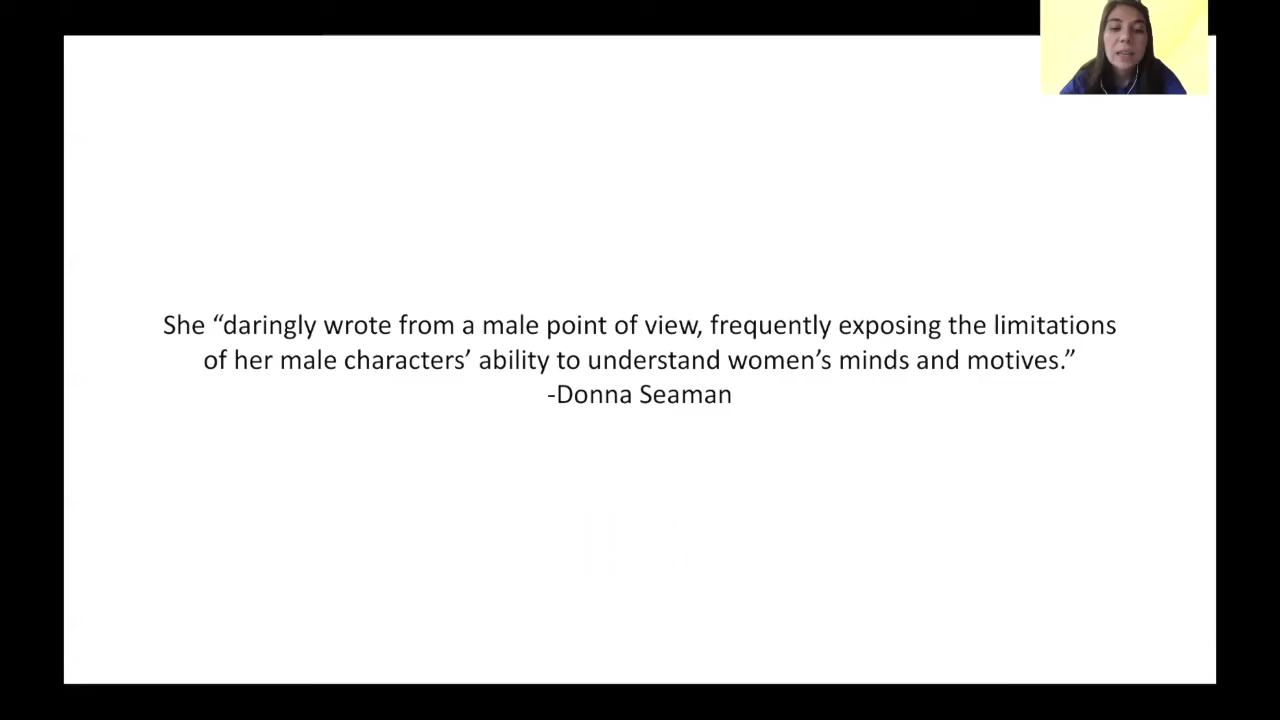 She “daringly wrote from a male point of view, frequently exposing the limitations
of her male characters’ ability to understand women’s minds and motives.”
-Donna Seaman